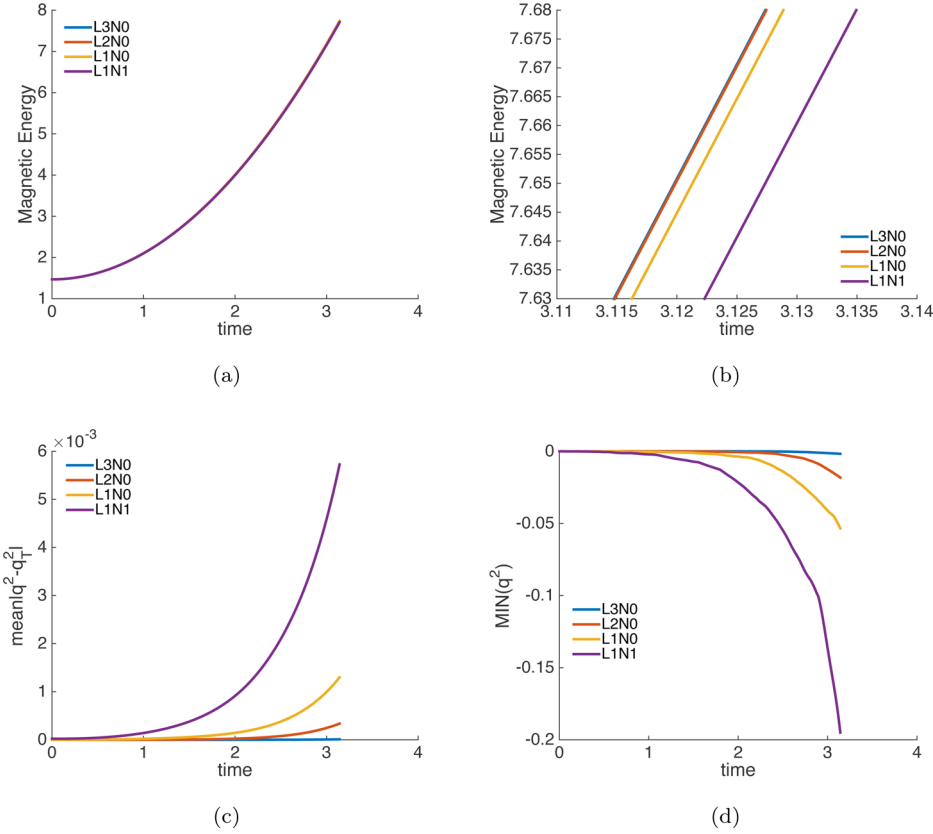 8
7
6
5
4
3
2
1
0 1 2 3 4
Magnetic Energy
time
L3N0
L2N0
L1N0
L1N1
(a)
7.68
7.675
7.67
7.665
7.66
7.655
7.65
7.645
7.64
7.635
7.63
3.11 3.115 3.12 3.125 3.13 3.135 3.14
Magnetic Energy
time
L3N0
L2N0
L1N0
L1N1
(b)
×10⁻³
6
5
4
3
2
1
0
0 1 2 3 4
mean|q²-q²_T|
time
L3N0
L2N0
L1N0
L1N1
(c)
0
-0.05
-0.1
-0.15
-0.2
0 1 2 3 4
MIN(q²)
time
L3N0
L2N0
L1N0
L1N1
(d)